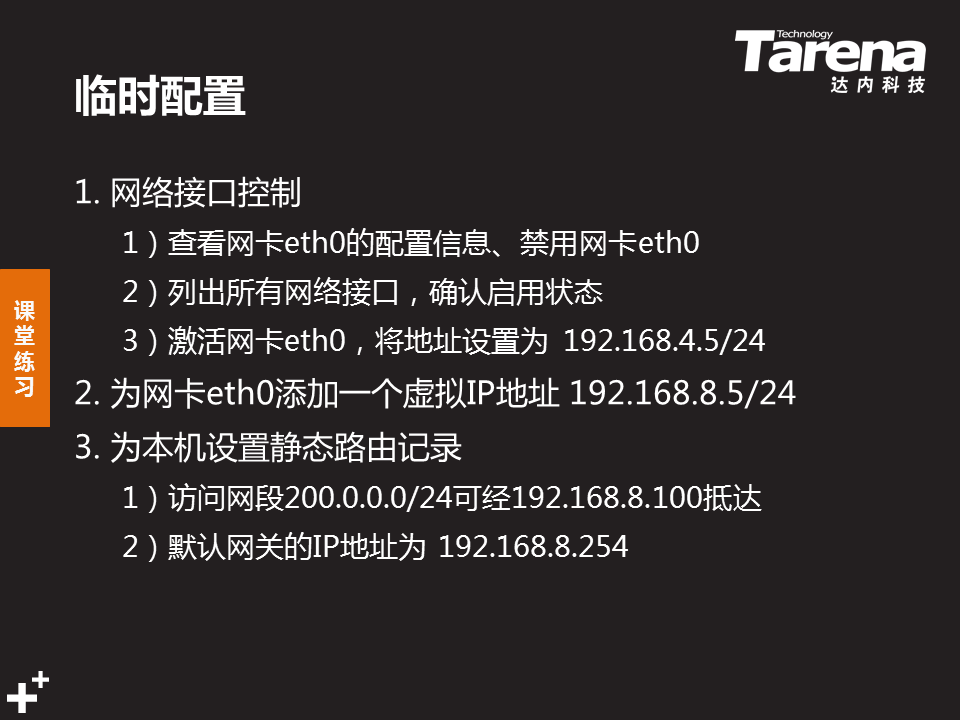 Technology
Tarena
达内科技
临时配置
1. 网络接口控制
1）查看网卡eth0的配置信息、禁用网卡eth0
2）列出所有网络接口，确认启用状态
3）激活网卡eth0，将地址设置为 192.168.4.5/24
2. 为网卡eth0添加一个虚拟IP地址 192.168.8.5/24
3. 为本机设置静态路由记录
1）访问网段200.0.0.0/24可经192.168.8.100抵达
2）默认网关的IP地址为 192.168.8.254
课堂练习